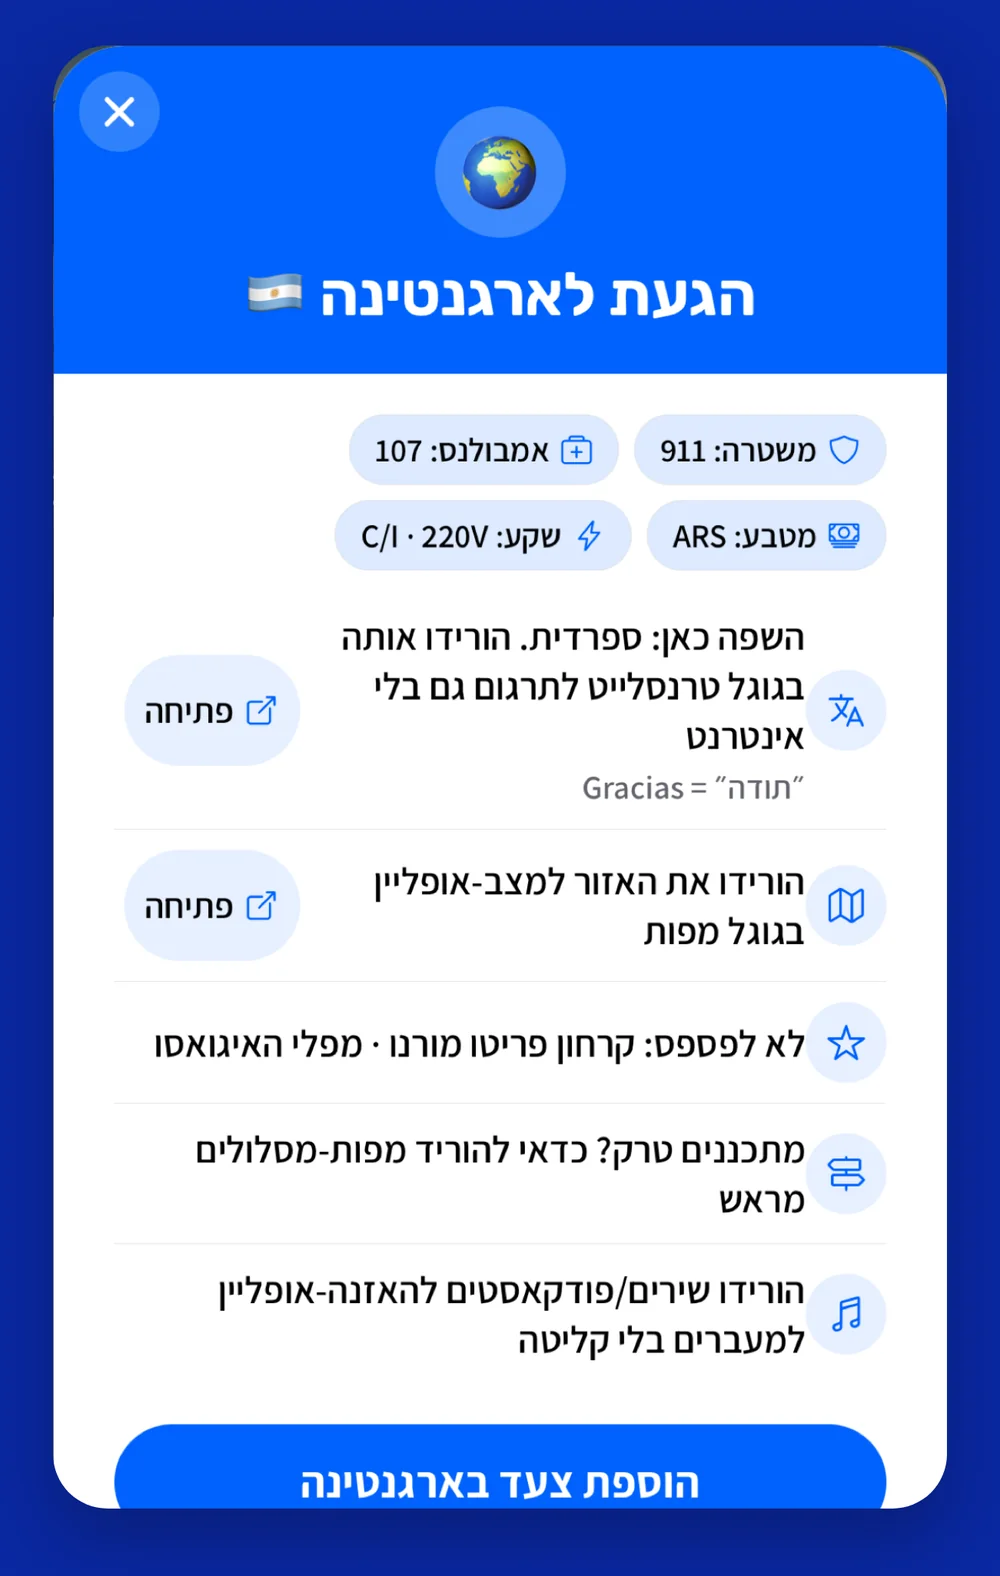 הגעת לארגנטינה 🇦🇷
משטרה: 911
אמבולנס: 107
מטבע: ARS
שקע: C/I · 220V
השפה כאן: ספרדית. הורידו אותה
בגוגל טרנסלייט לתרגום גם בלי
אינטרנט
״תודה״ = Gracias
פתיחה
הורידו את האזור למצב-אופליין
בגוגל מפות
פתיחה
לא לפספס: קרחון פריטו מורנו · מפלי האיגואסו
מתכננים טרק? כדאי להוריד מפות-מסלולים
מראש
הורידו שירים/פודקאסטים להאזנה-אופליין
למעברים בלי קליטה
הוספת צעד בארגנטינה